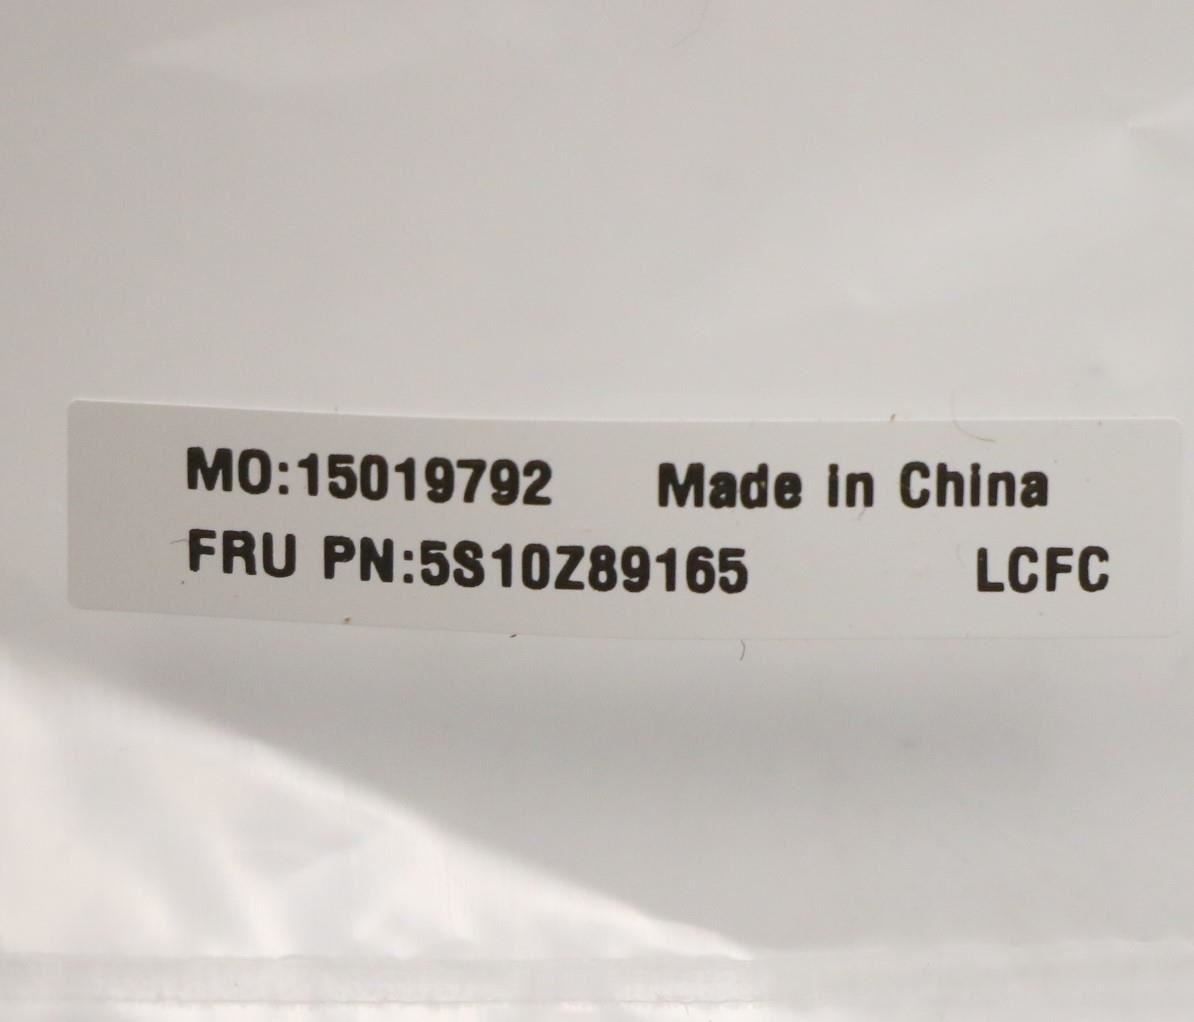 MO:15019792 Made in China
FRU PN:5S10Z89165 LCFC